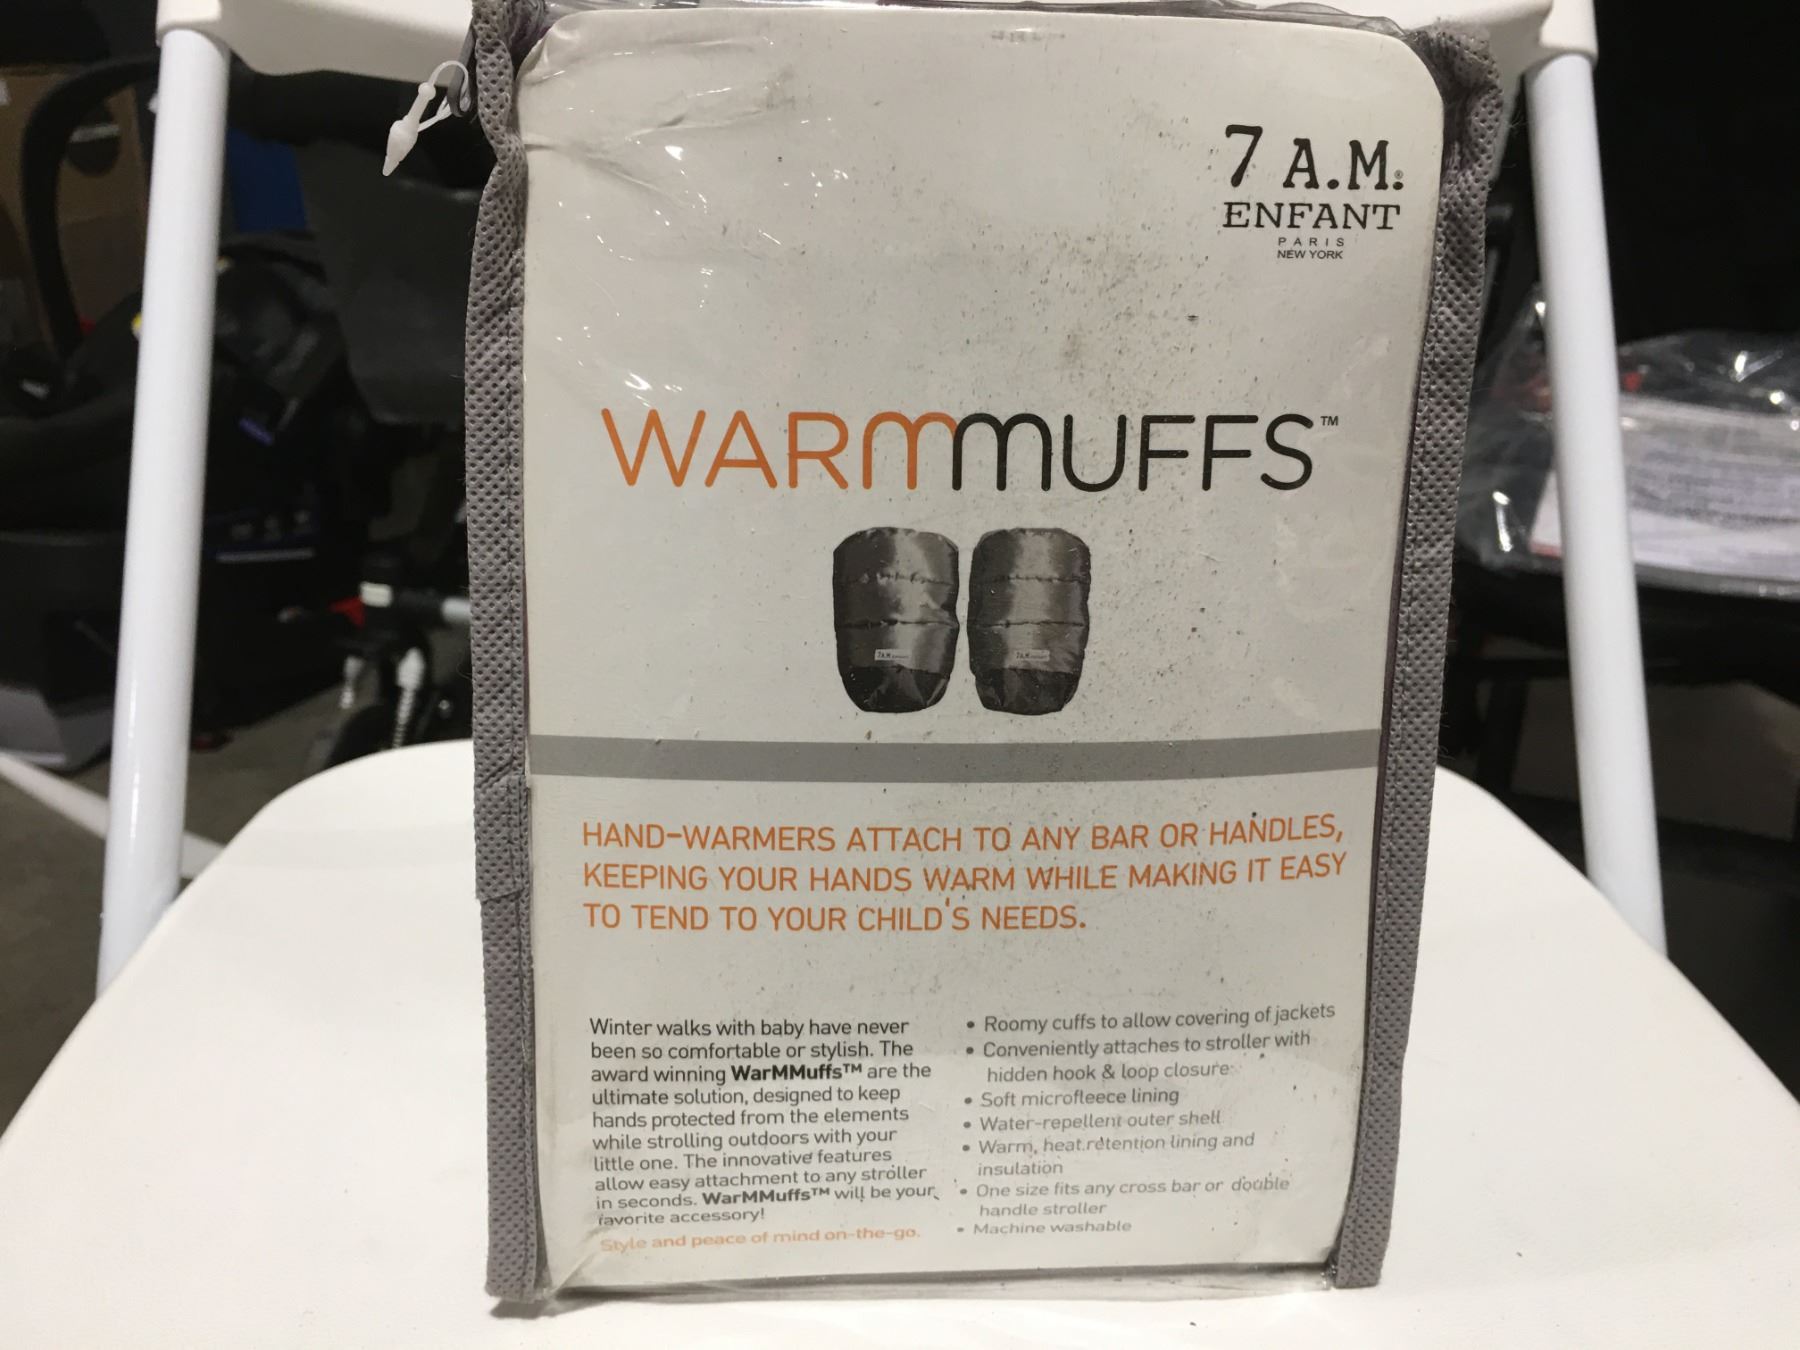 7 A.M.®
ENFANT
PARIS
NEW YORK
WARMMUFFS™
HAND-WARMERS ATTACH TO ANY BAR OR HANDLES,
KEEPING YOUR HANDS WARM WHILE MAKING IT EASY
TO TEND TO YOUR CHILD'S NEEDS.
Winter walks with baby have never
been so comfortable or stylish. The
award winning WarMMuffs™ are the
ultimate solution, designed to keep
hands protected from the elements
while strolling outdoors with your
little one. The innovative features
allow easy attachment to any stroller
in seconds. WarMMuffs™ will be your
favorite accessory!
Style and peace of mind on-the-go.
• Roomy cuffs to allow covering of jackets
• Conveniently attaches to stroller with
hidden hook & loop closure
• Soft microfleece lining
• Water-repellent outer shell
• Warm, heat retention lining and
insulation
• One size fits any cross bar or double
handle stroller
• Machine washable